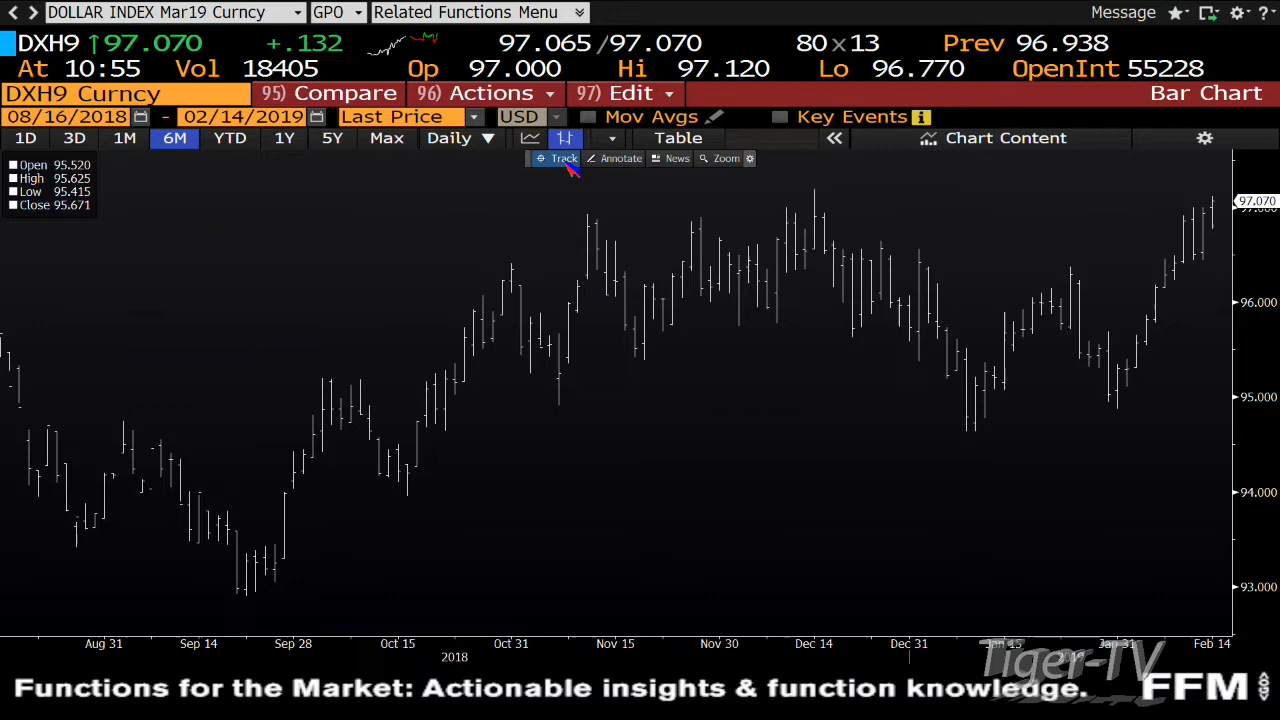 DOLLAR INDEX Mar19 Curncy GPO Related Functions Menu Message
DXH9 ↑97.070 +.132 97.065/97.070 80x13 Prev 96.938
At 10:55 Vol 18405 Op 97.000 Hi 97.120 Lo 96.770 OpenInt 55228
DXH9 Curncy 95) Compare 96) Actions 97) Edit Bar Chart
08/16/2018 - 02/14/2019 Last Price USD Mov Avgs Key Events i
1D 3D 1M 6M YTD 1Y 5Y Max Daily ▼ Table « Chart Content
Track Annotate News Zoom
Open 95.520
High 95.625
Low 95.415
Close 95.671
97.070
97.000
96.000
95.000
94.000
93.000
Aug 31 Sep 14 Sep 28 Oct 15 Oct 31 Nov 15 Nov 30 Dec 14 Dec 31 Jan 15 Jan 31 Feb 14
2018 2019
Tiger-TV
Functions for the Market: Actionable insights & function knowledge. FFM